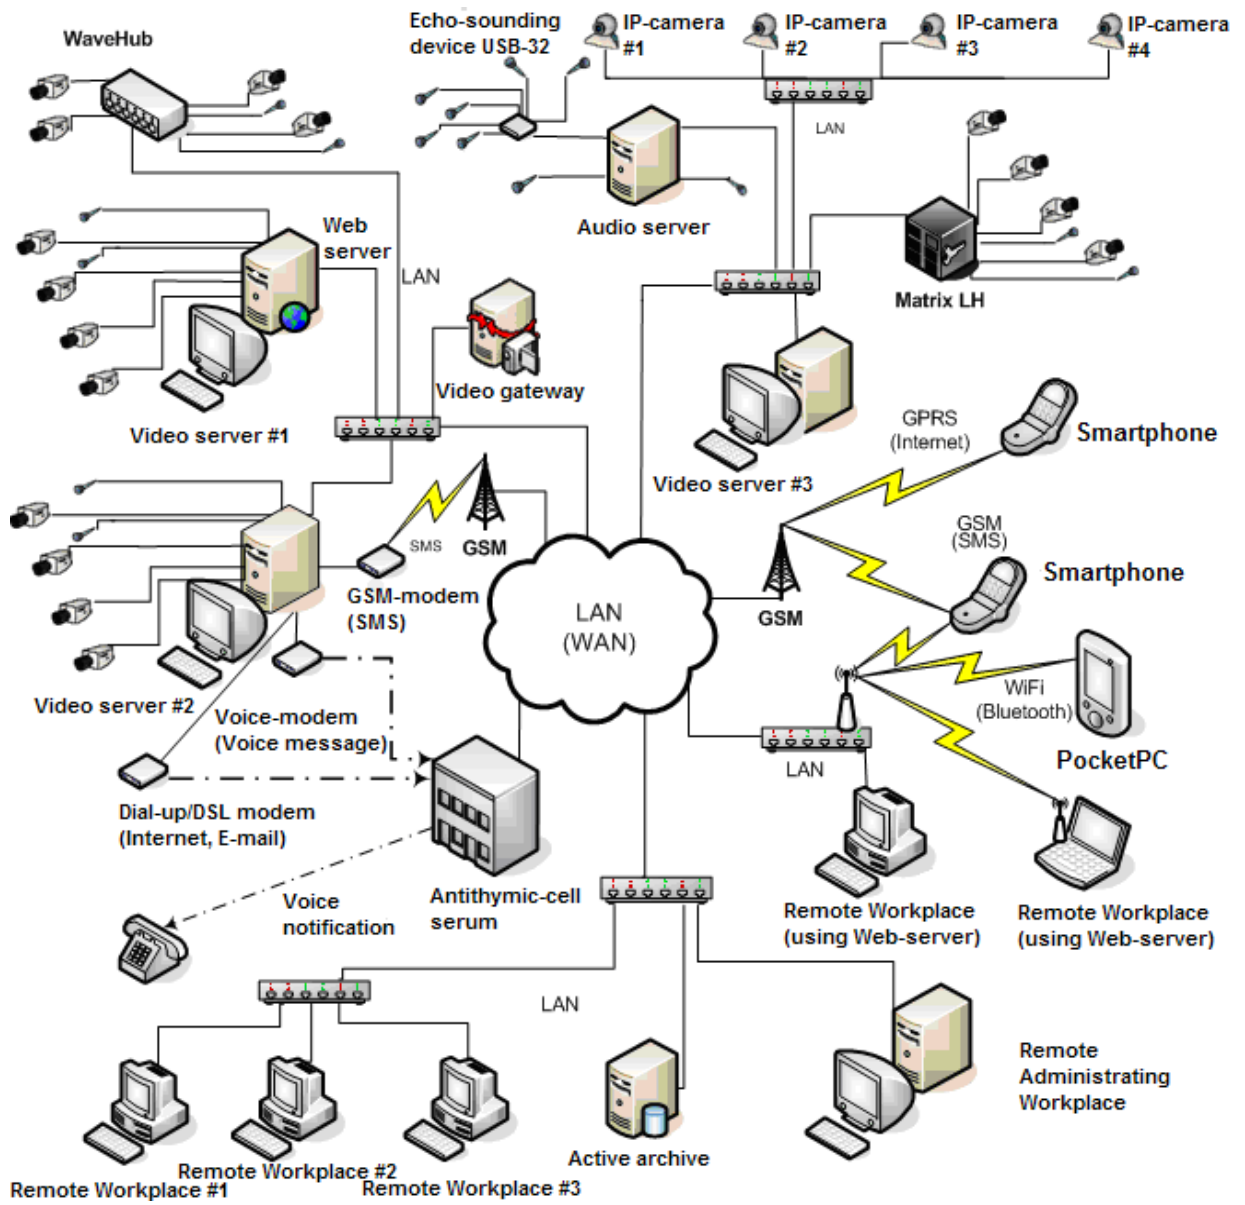 WaveHub
Echo-sounding
device USB-32
IP-camera
#1
IP-camera
#2
IP-camera
#3
IP-camera
#4
LAN
Audio server
Matrix LH
Web
server
LAN
Video gateway
Video server #1
Video server #3
GPRS
(Internet)
Smartphone
SMS
GSM
GSM-modem
(SMS)
GSM
(SMS)
Smartphone
GSM
LAN
(WAN)
Video server #2
Voice-modem
(Voice message)
WiFi
(Bluetooth)
PocketPC
LAN
Dial-up/DSL modem
(Internet, E-mail)
Antithymic-cell
serum
Voice
notification
Remote Workplace
(using Web-server)
Remote Workplace
(using Web-server)
LAN
Remote
Administrating
Workplace
Active archive
Remote Workplace #1
Remote Workplace #2
Remote Workplace #3